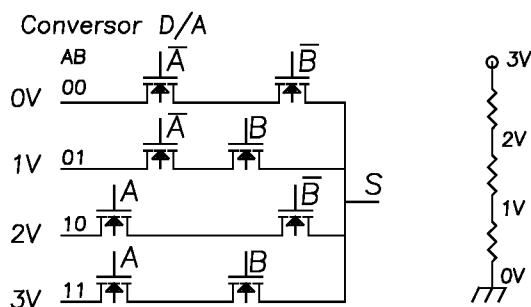 Conversor D/A
AB
A̅ B̅
0V 00
A̅ B
1V 01
A B̅
2V 10
A B
3V 11
S
3V
2V
1V
0V